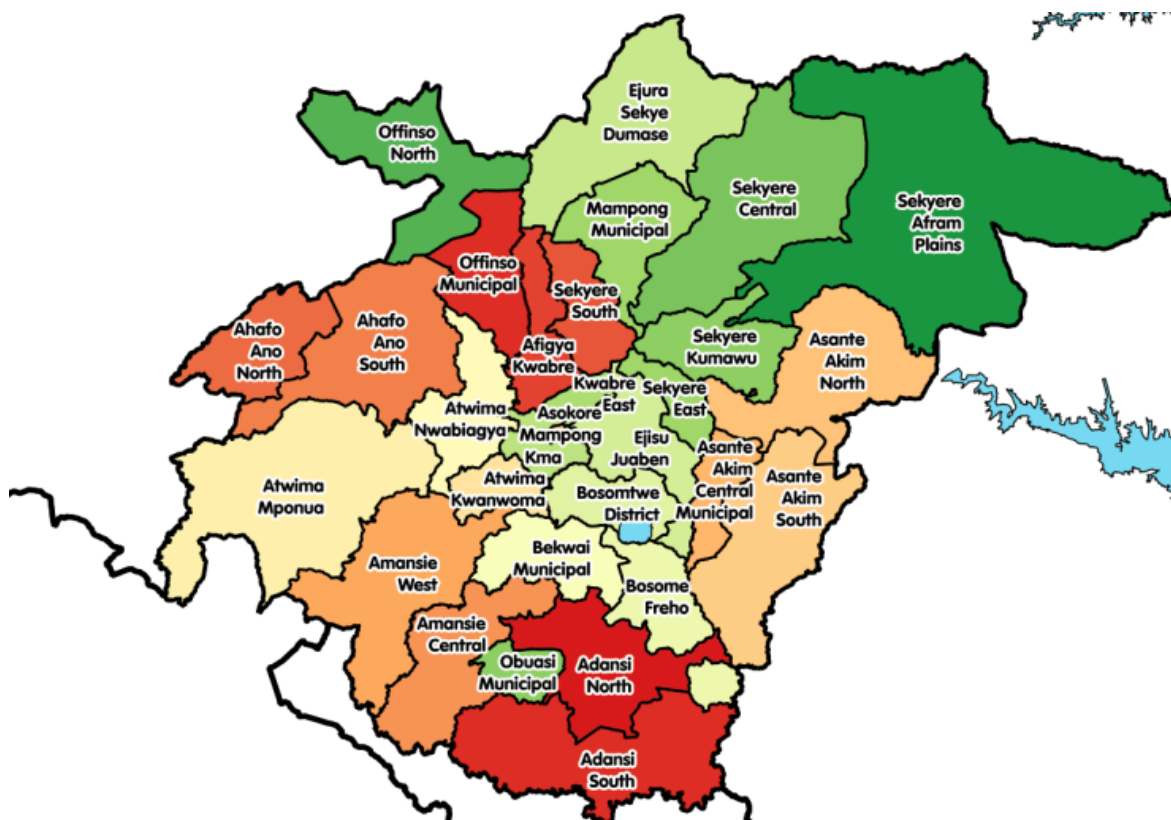 Ejura
Sekye
Dumase
Offinso
North
Sekyere
Central
Mampong
Municipal
Sekyere
Afram
Plains
Offinso
Municipal
Sekyere
South
Ahafo
Ano
North
Ahafo
Ano
South
Afigya
Kwabre
Sekyere
Kumawu
Asante
Akim
North
Kwabre
East
Sekyere
East
Atwima
Nwabiagya
Asokore
Mampong
Kma
Ejisu
Juaben
Asante
Akim
Central
Municipal
Asante
Akim
South
Atwima
Mponua
Atwima
Kwanwoma
Bosomtwe
District
Bekwai
Municipal
Amansie
West
Bosome
Freho
Amansie
Central
Obuasi
Municipal
Adansi
North
Adansi
South